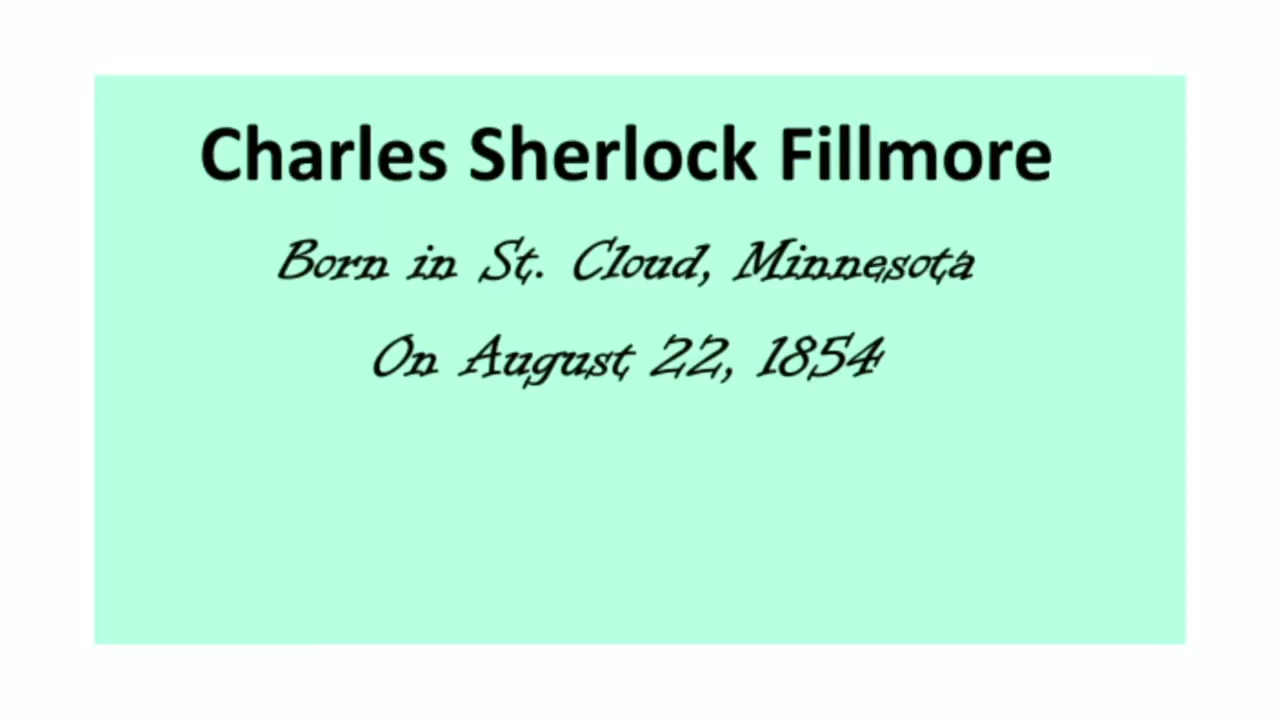 Charles Sherlock Fillmore
Born in St. Cloud, Minnesota
On August 22, 1854